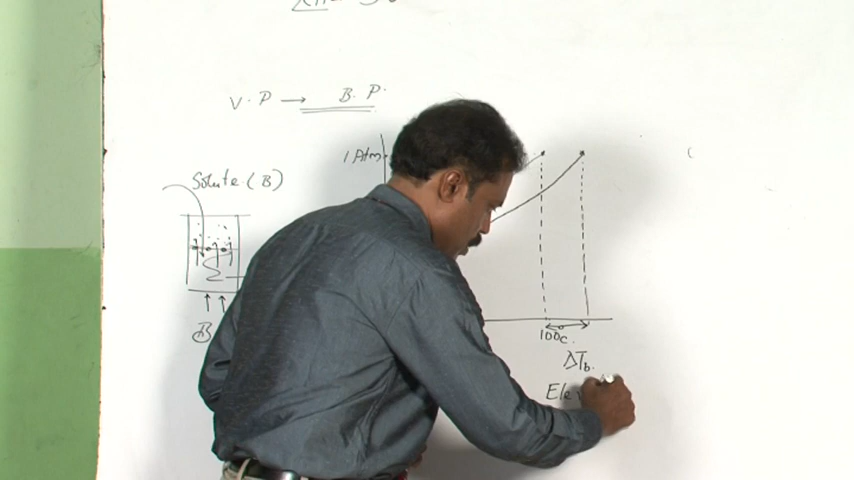 V.P → B.P.
1 Atm
Solute (B)
B
100c.
ΔTb.
Ele